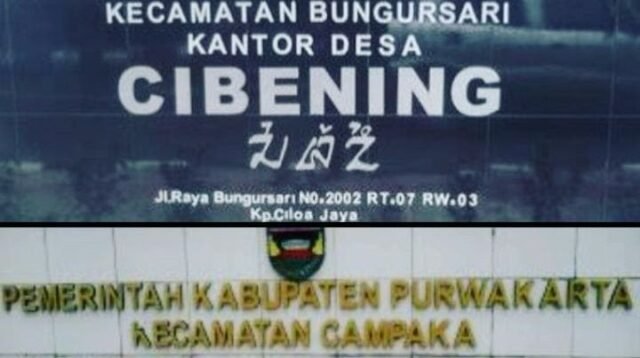 KECAMATAN BUNGURSARI
KANTOR DESA
CIBENING
ᮎᮤᮘᮨᮔᮤᮀ
Jl.Raya Bungursari NO.2002 RT.07 RW.03
Kp.Ciloa Jaya
PEMERINTAH KABUPATEN PURWAKARTA
KECAMATAN CAMPAKA